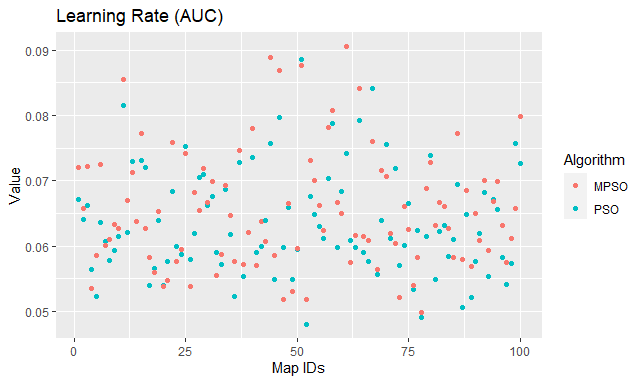 Learning Rate (AUC)
0.09
0.08
0.07
0.06
0.05
Value
0 25 50 75 100
Map IDs
Algorithm
MPSO
PSO